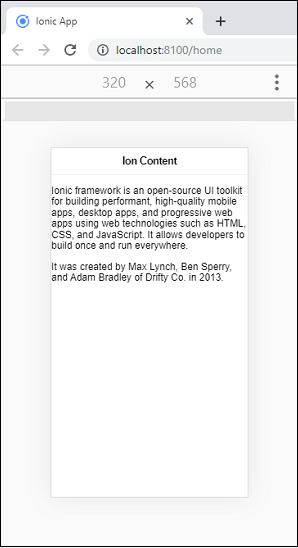 Ionic App
localhost:8100/home
320 × 568
Ion Content
Ionic framework is an open-source UI toolkit
for building performant, high-quality mobile
apps, desktop apps, and progressive web
apps using web technologies such as HTML,
CSS, and JavaScript. It allows developers to
build once and run everywhere.
It was created by Max Lynch, Ben Sperry,
and Adam Bradley of Drifty Co. in 2013.